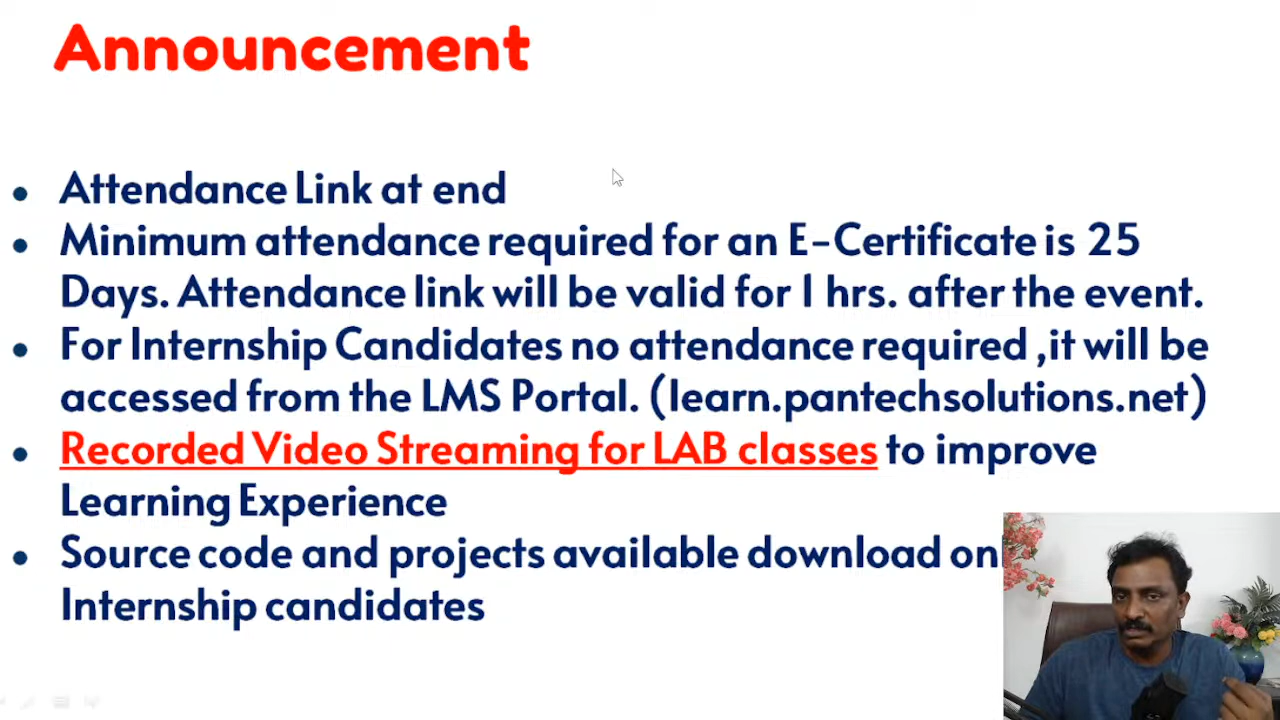 Announcement
• Attendance Link at end
• Minimum attendance required for an E-Certificate is 25
Days. Attendance link will be valid for 1 hrs. after the event.
• For Internship Candidates no attendance required ,it will be
accessed from the LMS Portal. (learn.pantechsolutions.net)
• Recorded Video Streaming for LAB classes to improve
Learning Experience
• Source code and projects available download
Internship candidates